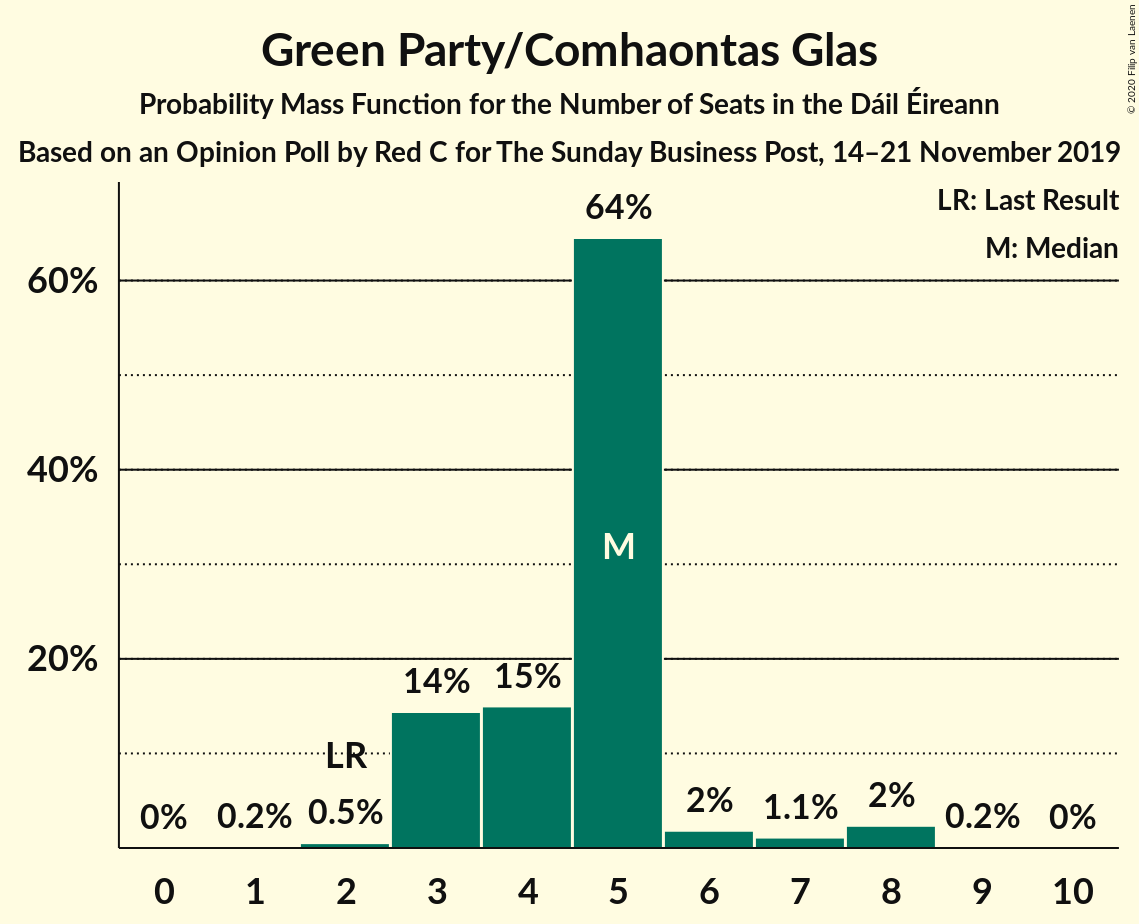 Green Party/Comhaontas Glas
Probability Mass Function for the Number of Seats in the Dáil Éireann
Based on an Opinion Poll by Red C for The Sunday Business Post, 14–21 November 2019
© 2020 Filip van Laenen
LR: Last Result
M: Median
60%
40%
20%
0%
0.2%
LR
0.5%
14%
15%
64%
M
2%
1.1%
2%
0.2%
0%
0 1 2 3 4 5 6 7 8 9 10